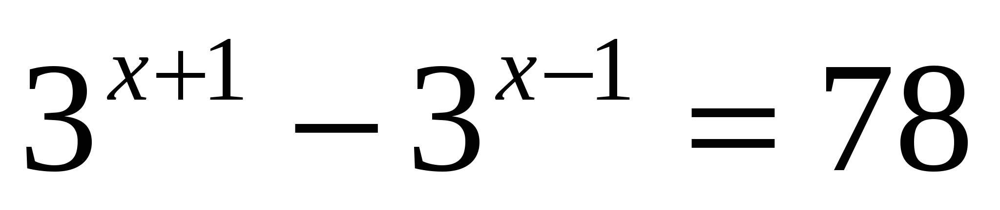 3^{x+1} − 3^{x−1} = 78